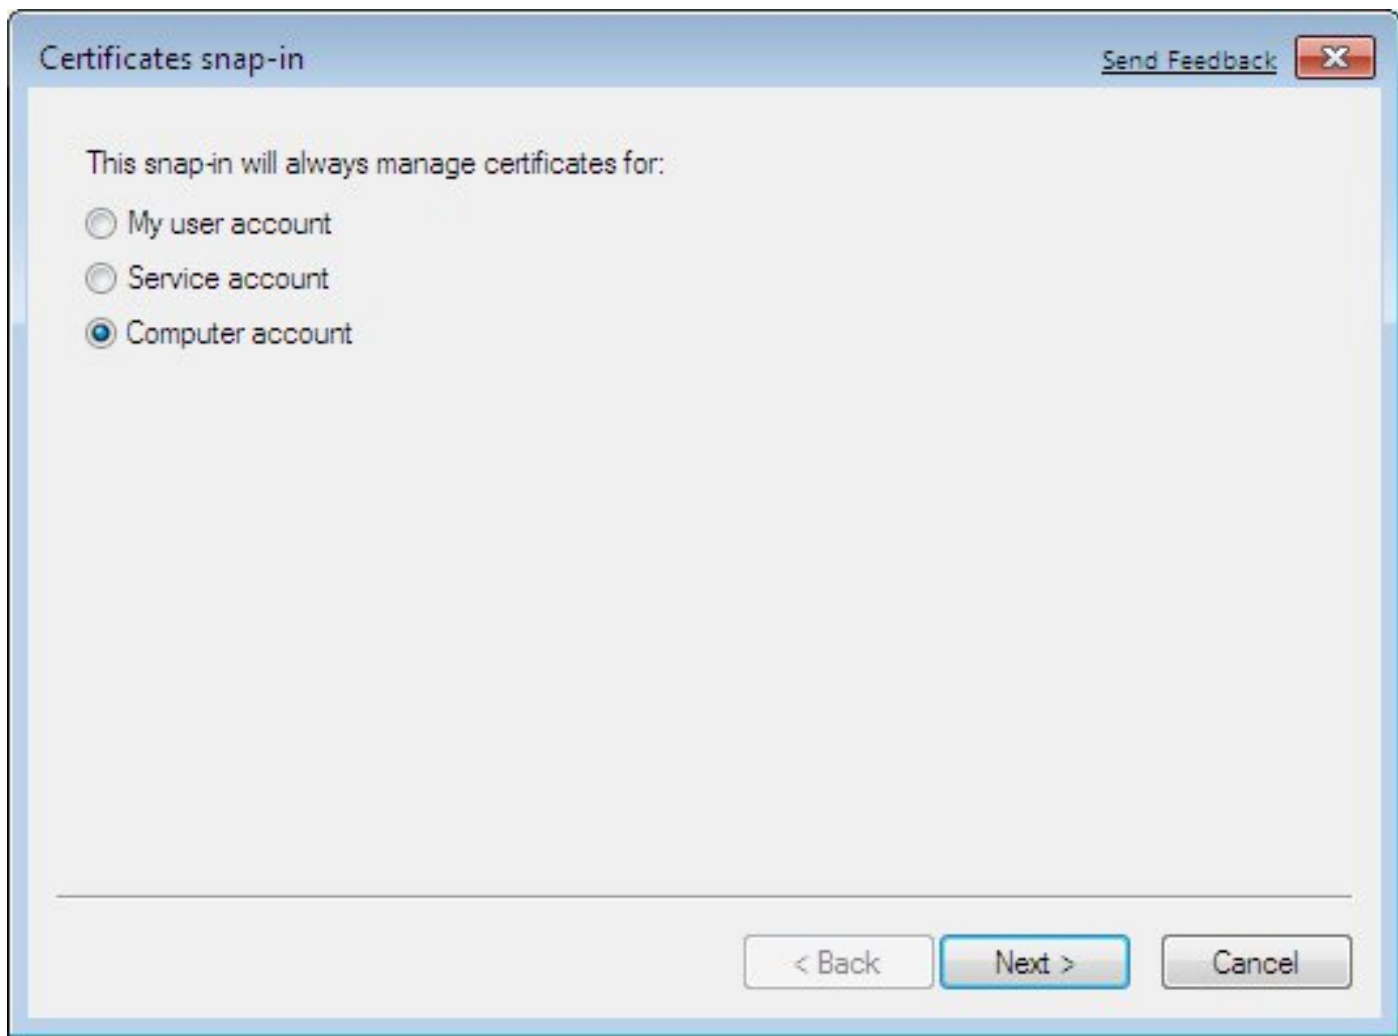 Certificates snap-in
Send Feedback
This snap-in will always manage certificates for:
My user account
Service account
Computer account
< Back
Next >
Cancel